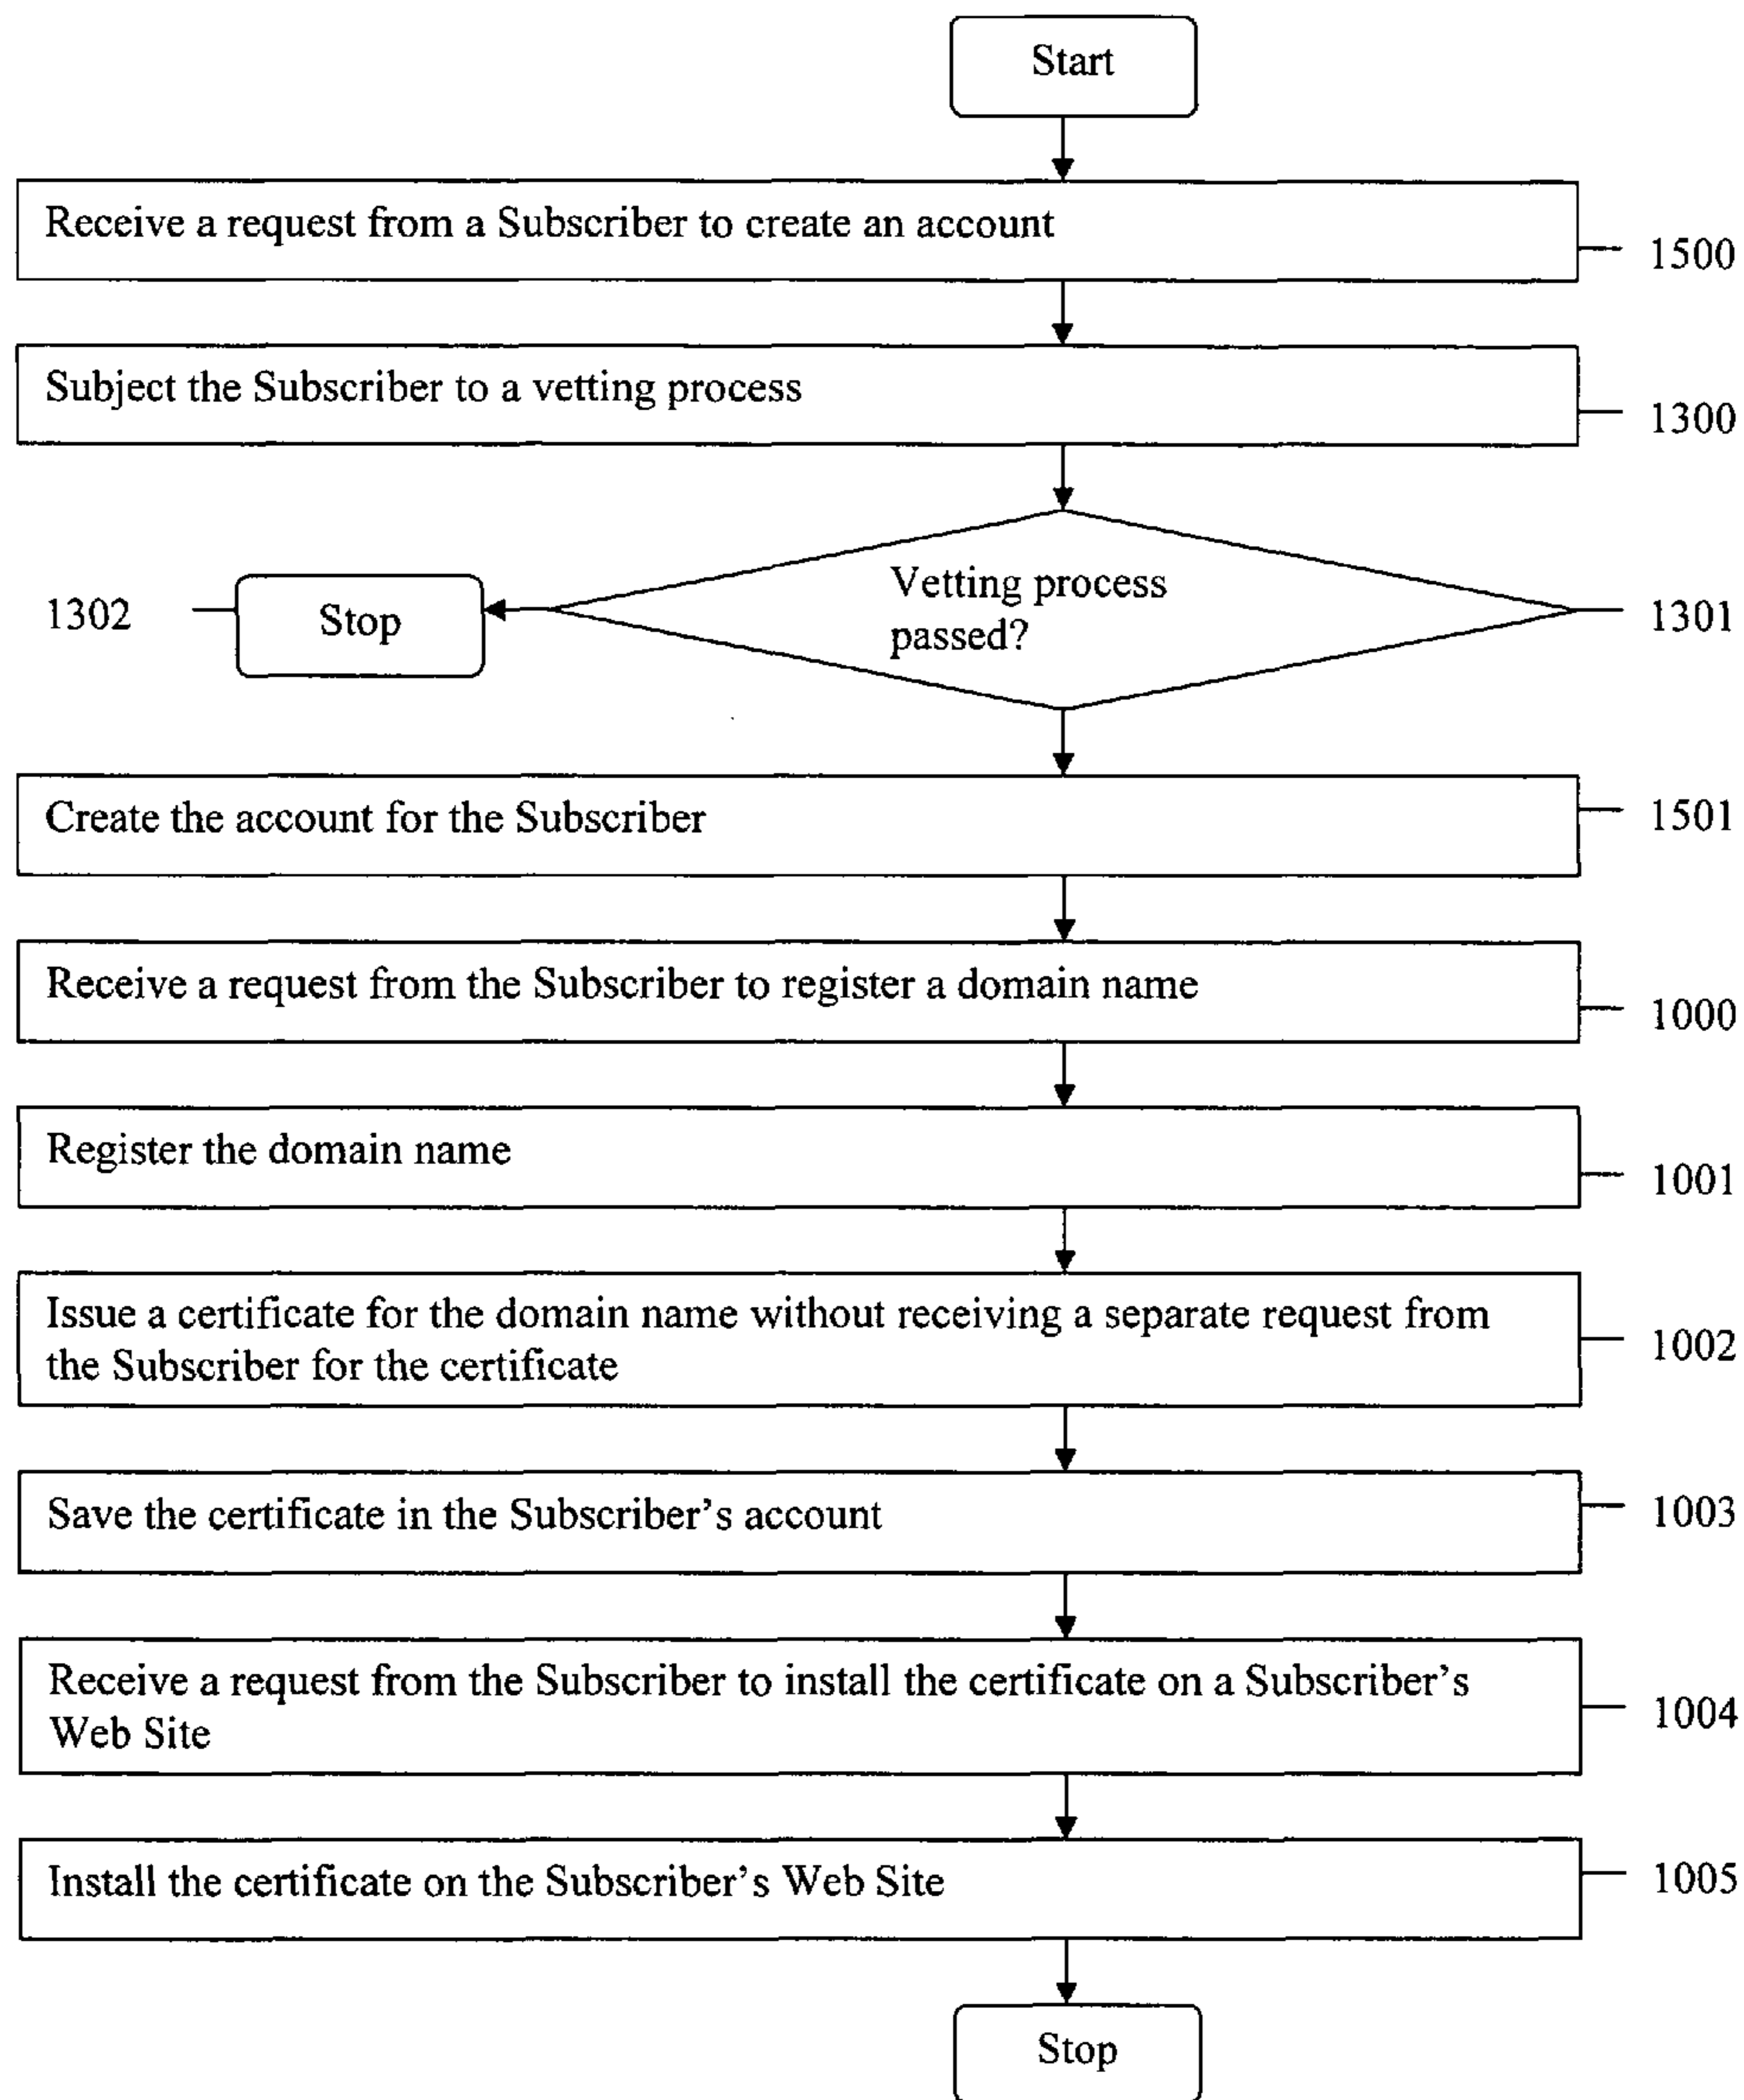 Start
Receive a request from a Subscriber to create an account
1500
Subject the Subscriber to a vetting process
1300
1302
Stop
Vetting process
passed?
1301
Create the account for the Subscriber
1501
Receive a request from the Subscriber to register a domain name
1000
Register the domain name
1001
Issue a certificate for the domain name without receiving a separate request from
the Subscriber for the certificate
1002
Save the certificate in the Subscriber’s account
1003
Receive a request from the Subscriber to install the certificate on a Subscriber’s
Web Site
1004
Install the certificate on the Subscriber’s Web Site
1005
Stop